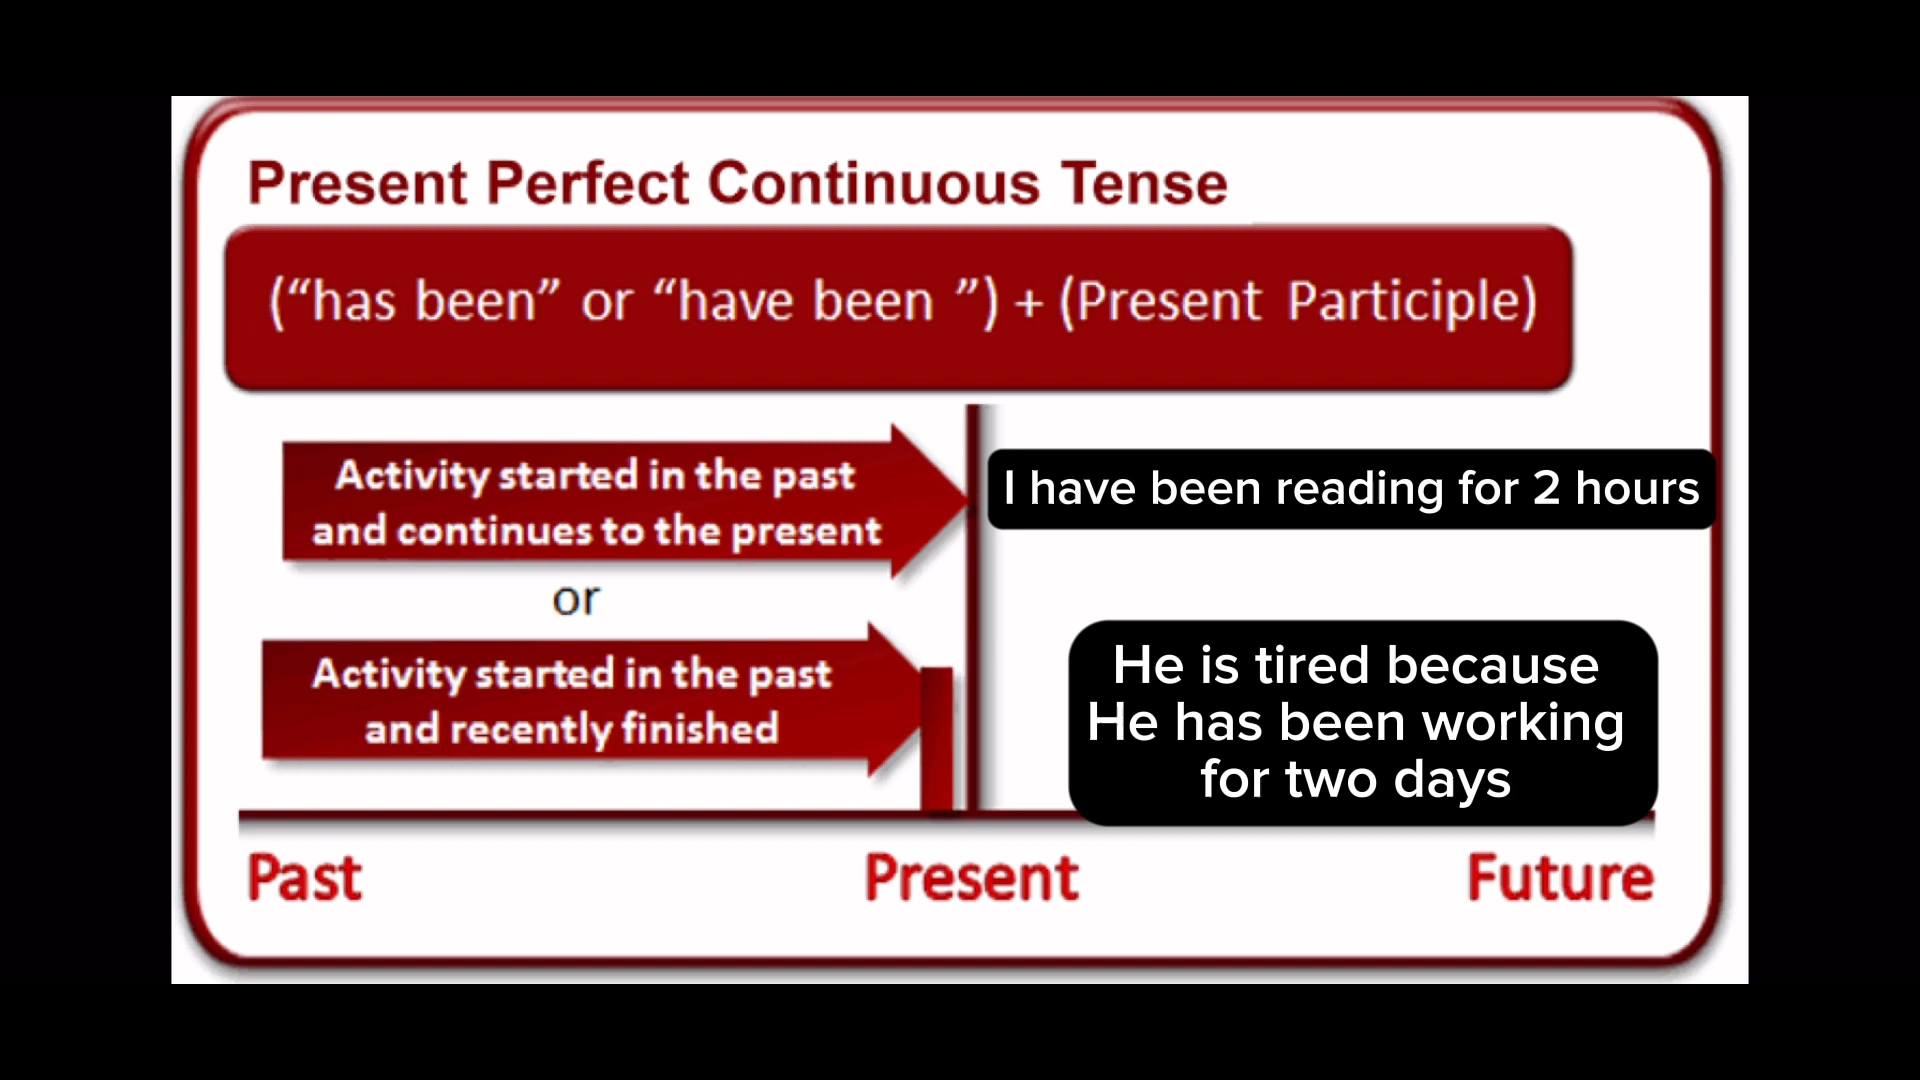 Present Perfect Continuous Tense
(“has been” or “have been ”) + (Present Participle)
Activity started in the past
and continues to the present
I have been reading for 2 hours
or
Activity started in the past
and recently finished
He is tired because
He has been working
for two days
Past
Present
Future